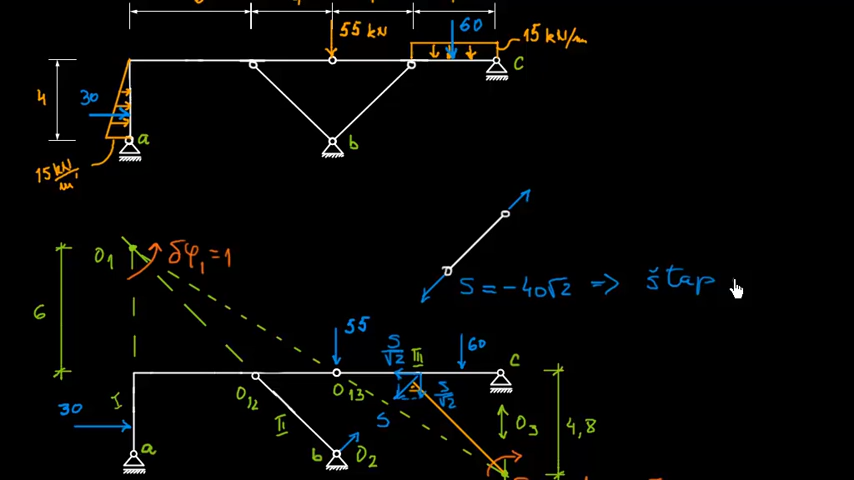 55 kN
60
15 kN/m
C
4
30
a
b
15 kN/m'
O1
δφ1=1
S = -40√2 => štap
6
55
S/√2
III
60
C
I
O12
O13
S/√2
30
II
S
O3
4,8
a
b
O2